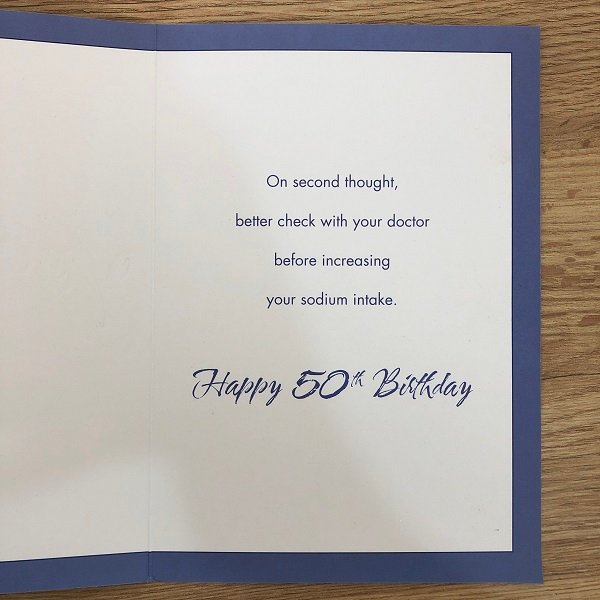 On second thought,
better check with your doctor
before increasing
your sodium intake.
Happy 50th Birthday